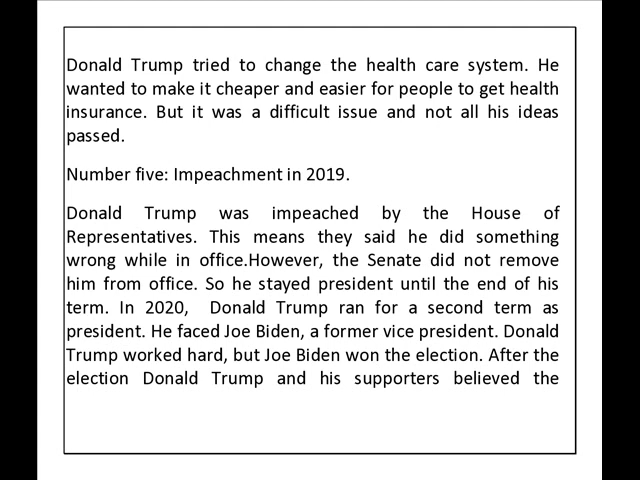 Donald Trump tried to change the health care system. He
wanted to make it cheaper and easier for people to get health
insurance. But it was a difficult issue and not all his ideas
passed.
Number five: Impeachment in 2019.
Donald Trump was impeached by the House of
Representatives. This means they said he did something
wrong while in office.However, the Senate did not remove
him from office. So he stayed president until the end of his
term. In 2020,  Donald Trump ran for a second term as
president. He faced Joe Biden, a former vice president. Donald
Trump worked hard, but Joe Biden won the election. After the
election Donald Trump and his supporters believed the